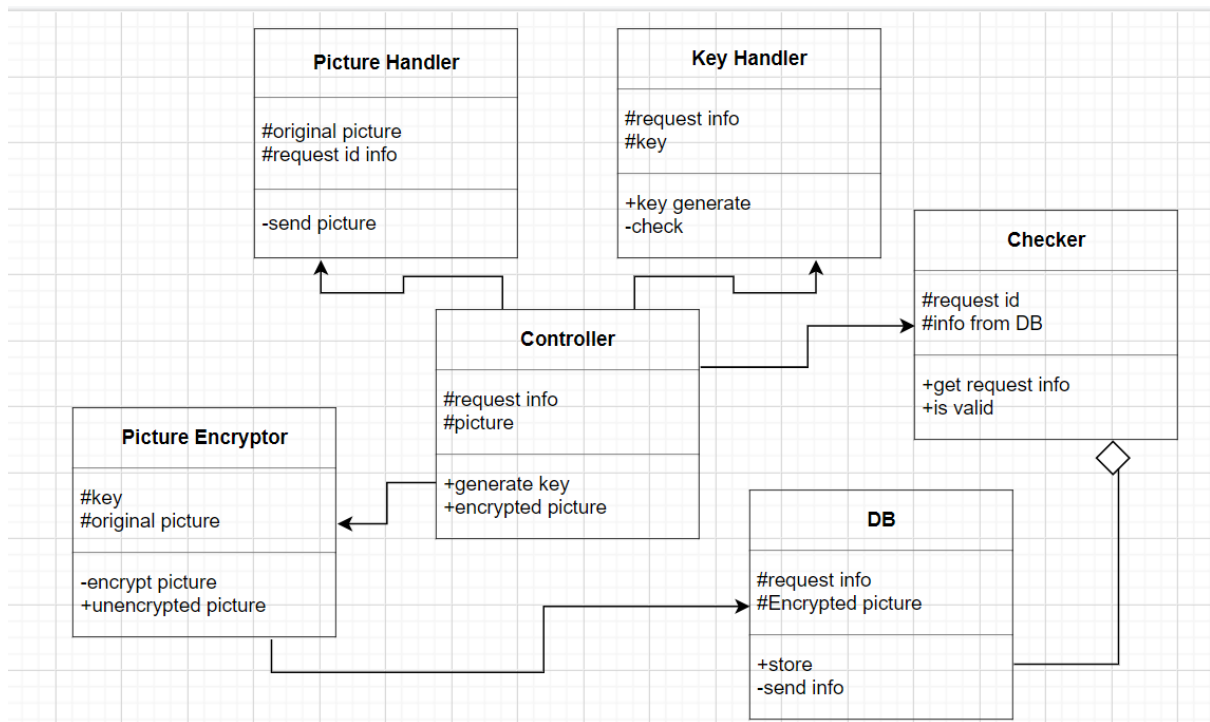 Picture Handler
#original picture
#request id info
-send picture
Key Handler
#request info
#key
+key generate
-check
Checker
#request id
#info from DB
+get request info
+is valid
Controller
#request info
#picture
+generate key
+encrypted picture
Picture Encryptor
#key
#original picture
-encrypt picture
+unencrypted picture
DB
#request info
#Encrypted picture
+store
-send info